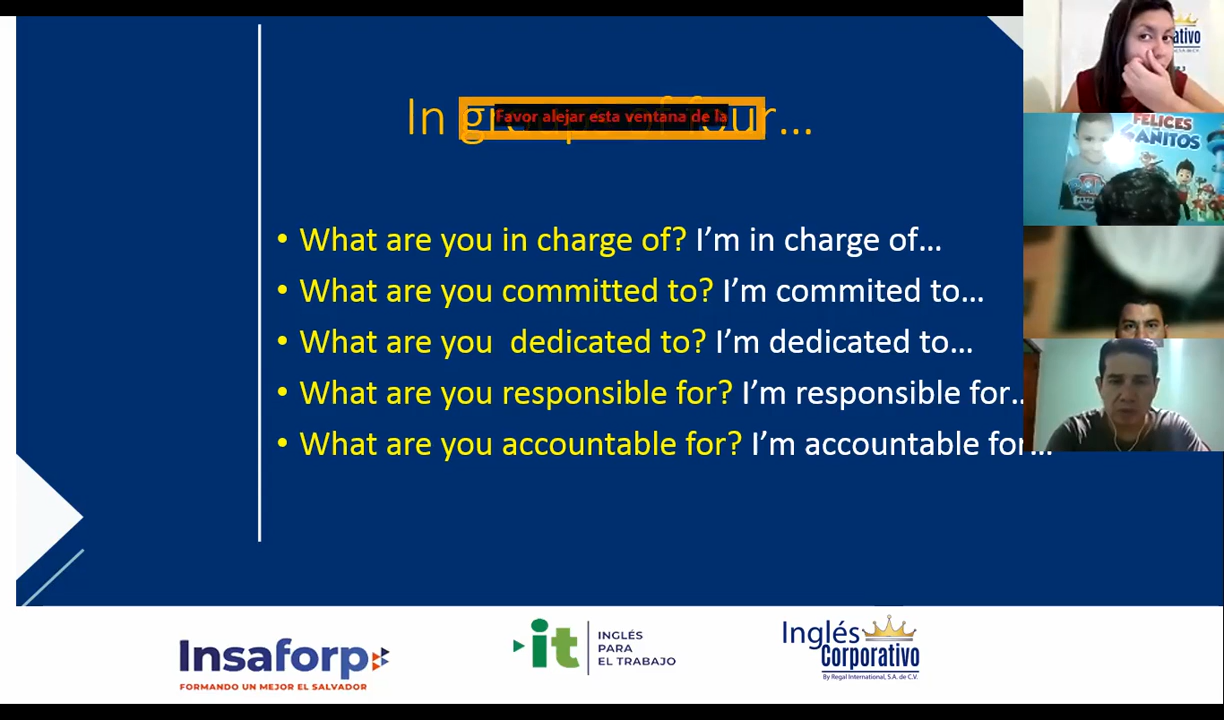 In groups of four...
Favor alejar esta ventana de la
• What are you in charge of? I'm in charge of...
• What are you committed to? I'm commited to...
• What are you  dedicated to? I'm dedicated to...
• What are you responsible for? I'm responsible for...
• What are you accountable for? I'm accountable for...
FELICES
6 AÑITOS
Insaforp
FORMANDO UN MEJOR EL SALVADOR
it
INGLÉS
PARA
EL TRABAJO
Inglés
Corporativo
By Regal International, S.A. de C.V.